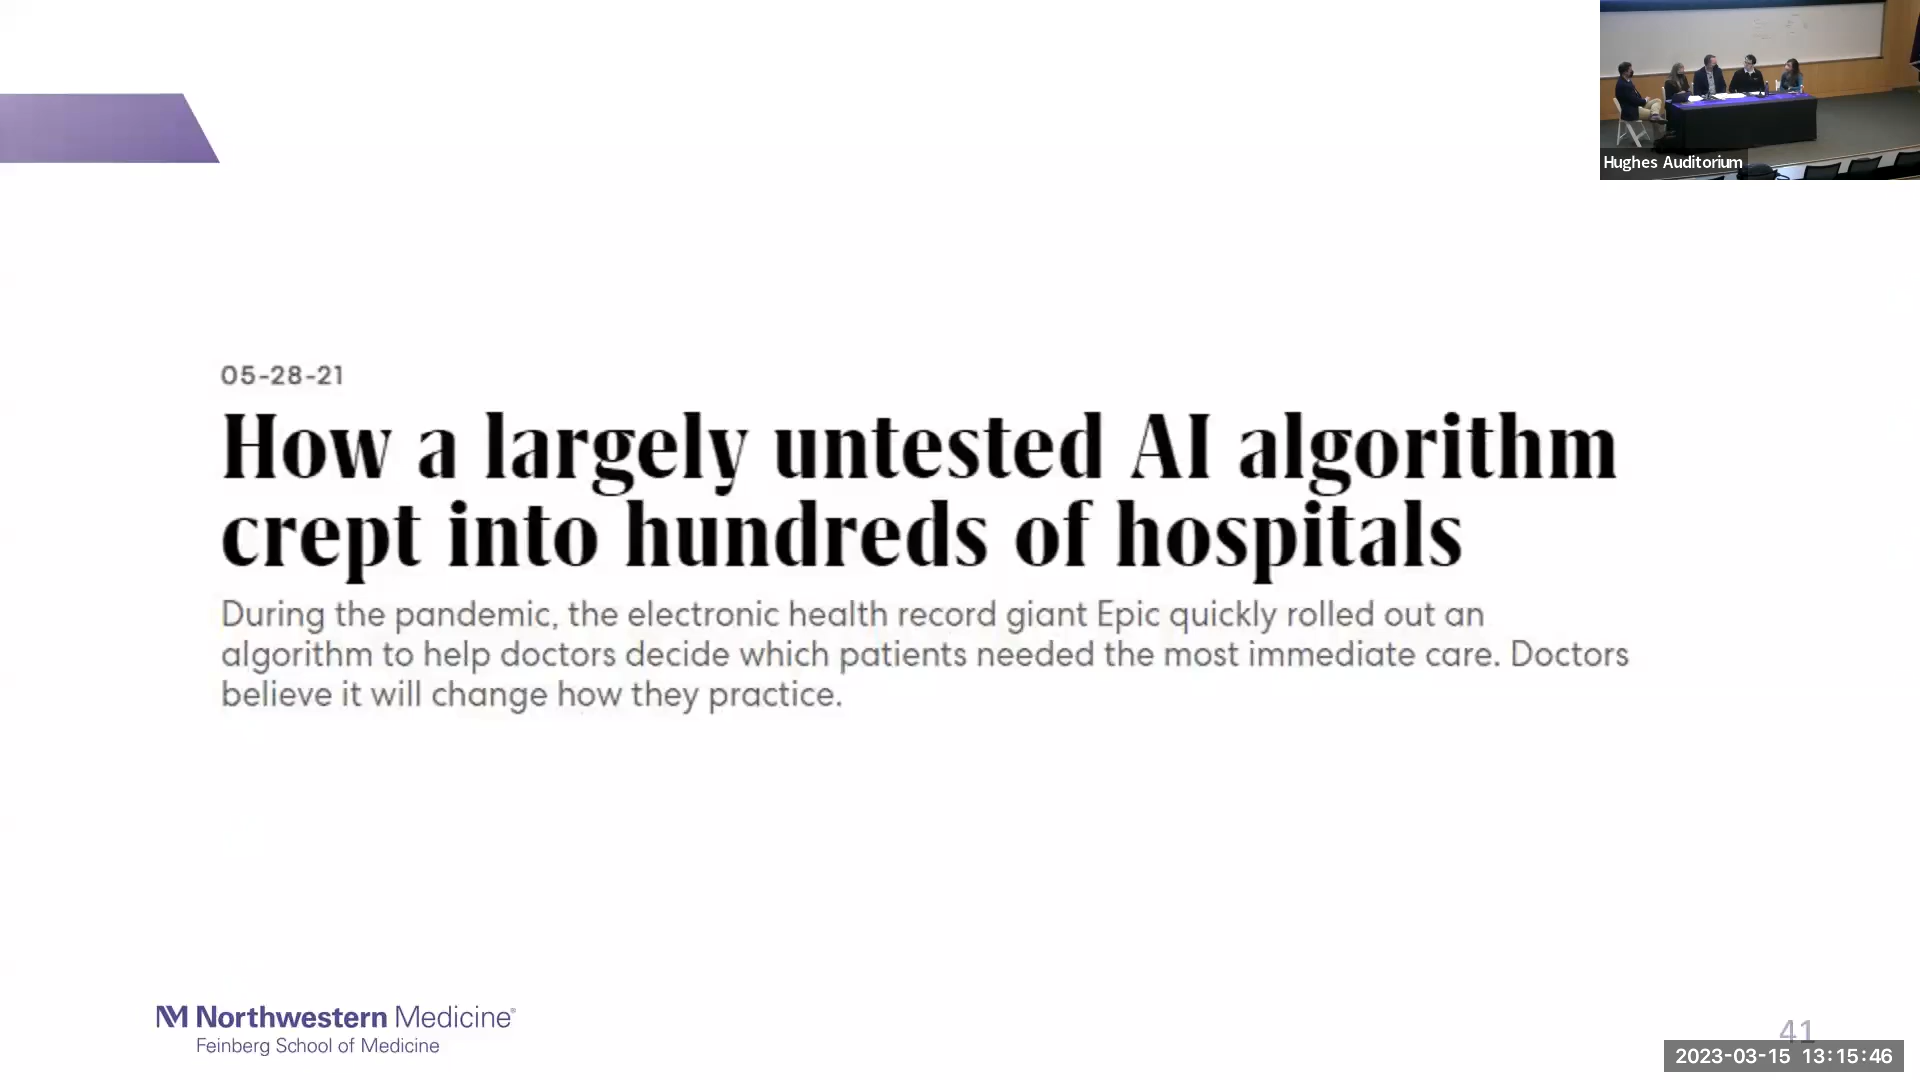 Hughes Auditorium
05-28-21
How a largely untested AI algorithm
crept into hundreds of hospitals
During the pandemic, the electronic health record giant Epic quickly rolled out an
algorithm to help doctors decide which patients needed the most immediate care. Doctors
believe it will change how they practice.
NM Northwestern Medicine®
Feinberg School of Medicine
41
2023-03-15 13:15:46